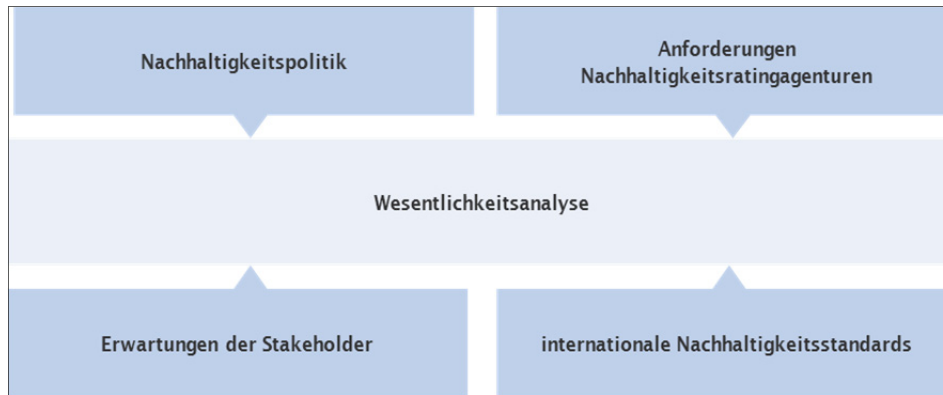 Nachhaltigkeitspolitik
Anforderungen
Nachhaltigkeitsratingagenturen
Wesentlichkeitsanalyse
Erwartungen der Stakeholder
internationale Nachhaltigkeitsstandards